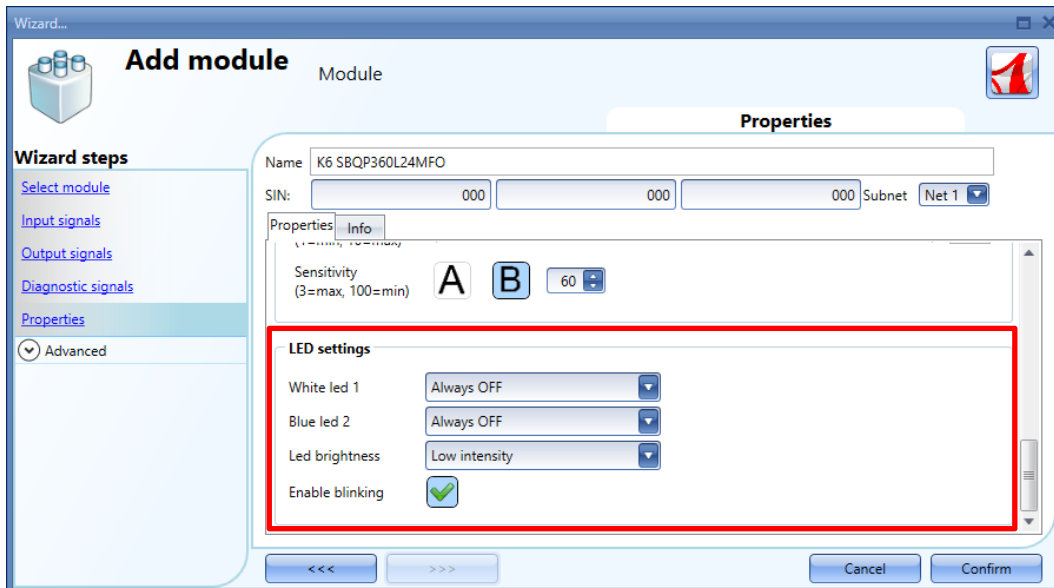 Wizard...
Add module
Module
Properties
Wizard steps
Select module
Input signals
Output signals
Diagnostic signals
Properties
Advanced
Name K6 SBQP360L24MFO
SIN: 000 000 000 Subnet Net 1
Properties Info
Sensitivity
(3=max, 100=min) A B 60
LED settings
White led 1 Always OFF
Blue led 2 Always OFF
Led brightness Low intensity
Enable blinking
<<< >>> Cancel Confirm